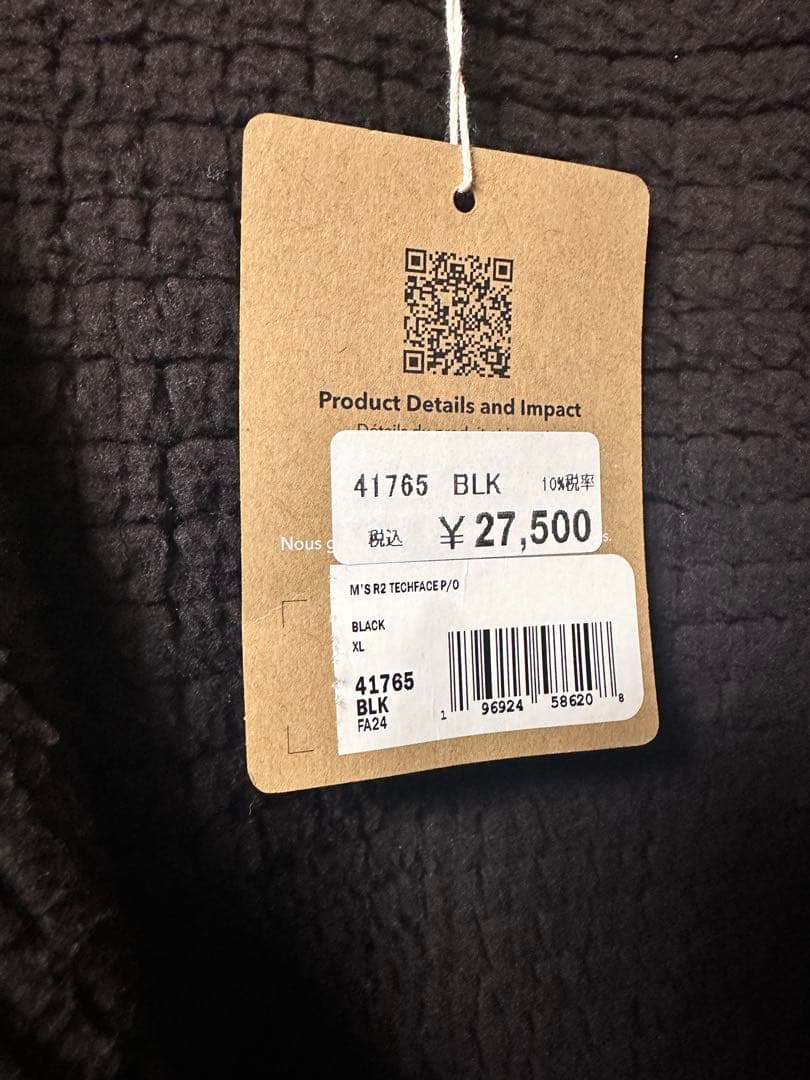 Product Details and Impact
41765 BLK 10%税率
税込 ¥27,500
Nous g
s.
M'S R2 TECHFACE P/O
BLACK
XL
41765
BLK
FA24
1 96924 58620 8